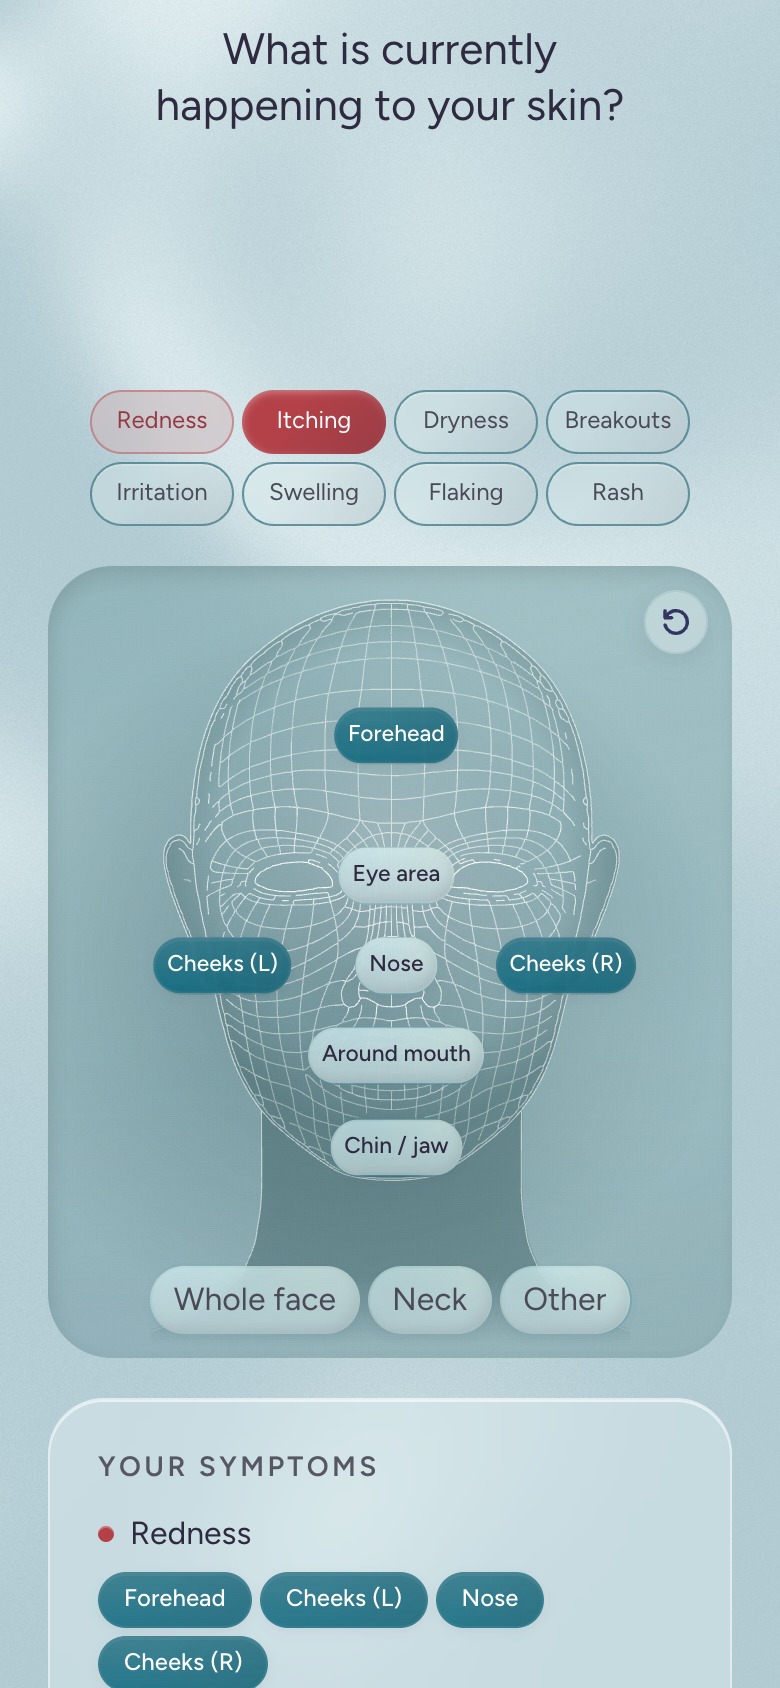 What is currently
happening to your skin?
Redness Itching Dryness Breakouts
Irritation Swelling Flaking Rash
Forehead
Eye area
Cheeks (L) Nose Cheeks (R)
Around mouth
Chin / jaw
Whole face Neck Other
YOUR SYMPTOMS
Redness
Forehead Cheeks (L) Nose
Cheeks (R)